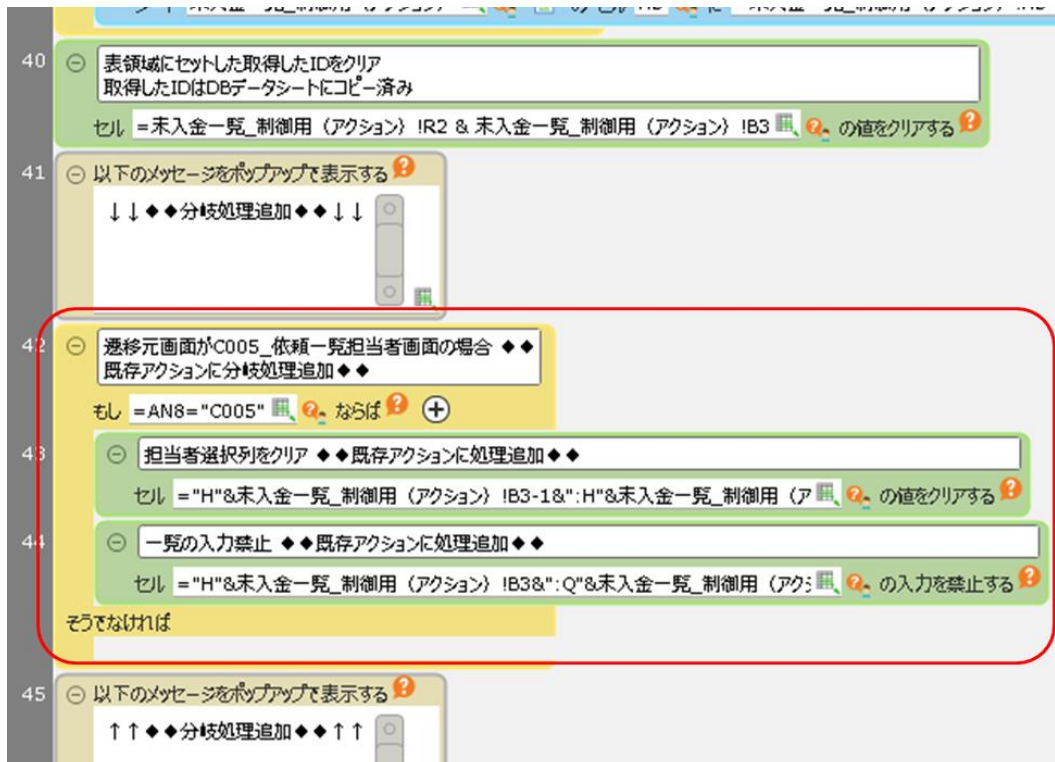 40
表領域にセットした取得したIDをクリア
取得したIDはDBデータシートにコピー済み
セル =未入金一覧_制御用（アクション）!R2 & 未入金一覧_制御用（アクション）!B3 の値をクリアする
41 以下のメッセージをポップアップで表示する
↓↓◆◆分岐処理追加◆◆↓↓
42 遷移元画面がC005_依頼一覧担当者画面の場合 ◆◆
既存アクションに分岐処理追加◆◆
もし =AN8="C005" ならば
43 担当者選択列をクリア ◆◆既存アクションに処理追加◆◆
セル ="H"&未入金一覧_制御用（アクション）!B3-1&":H"&未入金一覧_制御用（ア の値をクリアする
44 一覧の入力禁止 ◆◆既存アクションに処理追加◆◆
セル ="H"&未入金一覧_制御用（アクション）!B3&":Q"&未入金一覧_制御用（アク の入力を禁止する
そうでなければ
45 以下のメッセージをポップアップで表示する
↑↑◆◆分岐処理追加◆◆↑↑